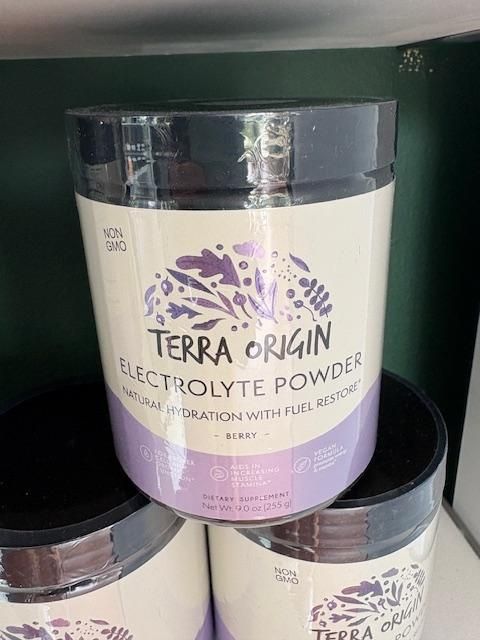 NON
GMO
TERRA ORIGIN
ELECTROLYTE POWDER
NATURAL HYDRATION WITH FUEL RESTORE®
- BERRY -
AIDS IN
INCREASING
MUSCLE
STAMINA*
VEGAN
FORMULA
DIETARY SUPPLEMENT
Net Wt. 9.0 oz (255 g)
NON
GMO
TERRA ORIGIN